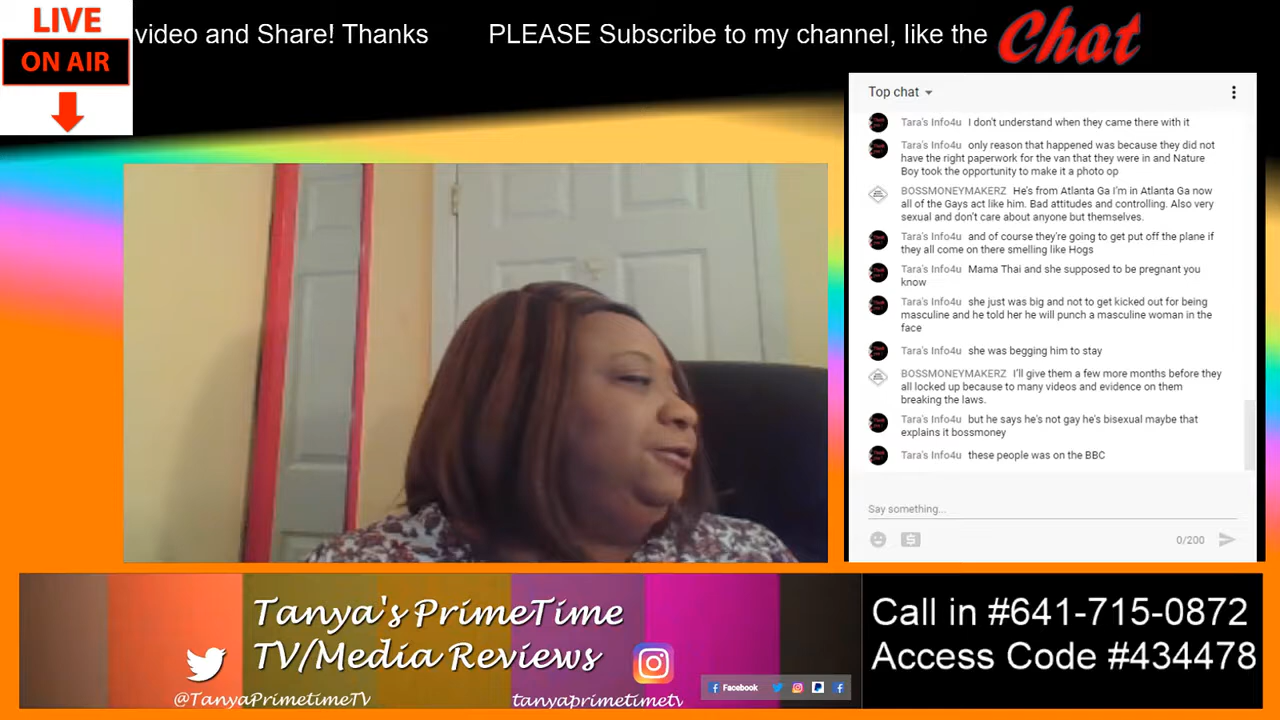 LIVE
ON AIR
video and Share! Thanks PLEASE Subscribe to my channel, like the
Chat
Top chat
Tara's Info4u I don't understand when they came there with it
Tara's Info4u only reason that happened was because they did not
have the right paperwork for the van that they were in and Nature
Boy took the opportunity to make it a photo op
BOSSMONEYMAKERZ He's from Atlanta Ga I'm in Atlanta Ga now
all of the Gays act like him. Bad attitudes and controlling. Also very
sexual and don't care about anyone but themselves.
Tara's Info4u and of course they're going to get put off the plane if
they all come on there smelling like Hogs
Tara's Info4u Mama Thai and she supposed to be pregnant you
know
Tara's Info4u she just was big and not to get kicked out for being
masculine and he told her he will punch a masculine woman in the
face
Tara's Info4u she was begging him to stay
BOSSMONEYMAKERZ I'll give them a few more months before they
all locked up because to many videos and evidence on them
breaking the laws.
Tara's Info4u but he says he's not gay he's bisexual maybe that
explains it bossmoney
Tara's Info4u these people was on the BBC
Say something...
0/200
Tanya's PrimeTime
TV/Media Reviews
@TanyaPrimetimeTV
tanyaprimetimetv
Facebook
Call in #641-715-0872
Access Code #434478